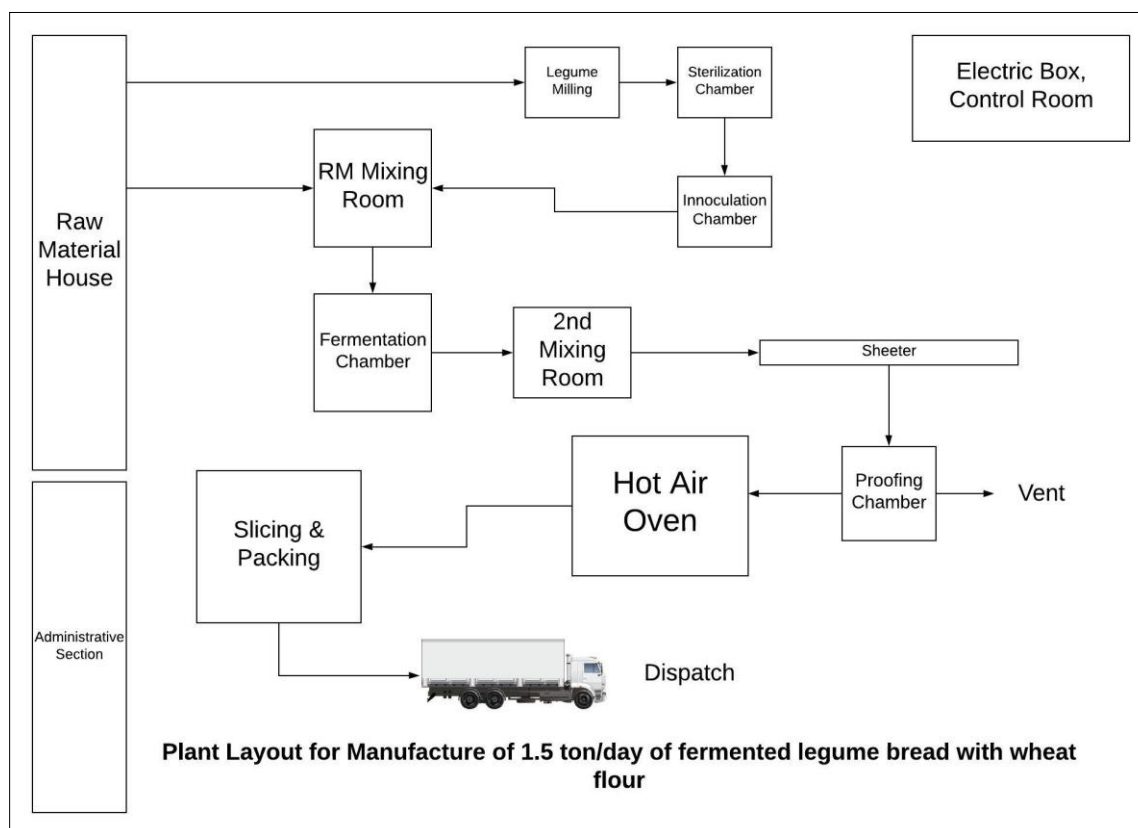 Legume
Milling
Sterilization
Chamber
Electric Box,
Control Room
RM Mixing
Room
Innoculation
Chamber
Raw
Material
House
Fermentation
Chamber
2nd
Mixing
Room
Sheeter
Hot Air
Oven
Proofing
Chamber
Vent
Slicing &
Packing
Administrative
Section
Dispatch
Plant Layout for Manufacture of 1.5 ton/day of fermented legume bread with wheat
flour